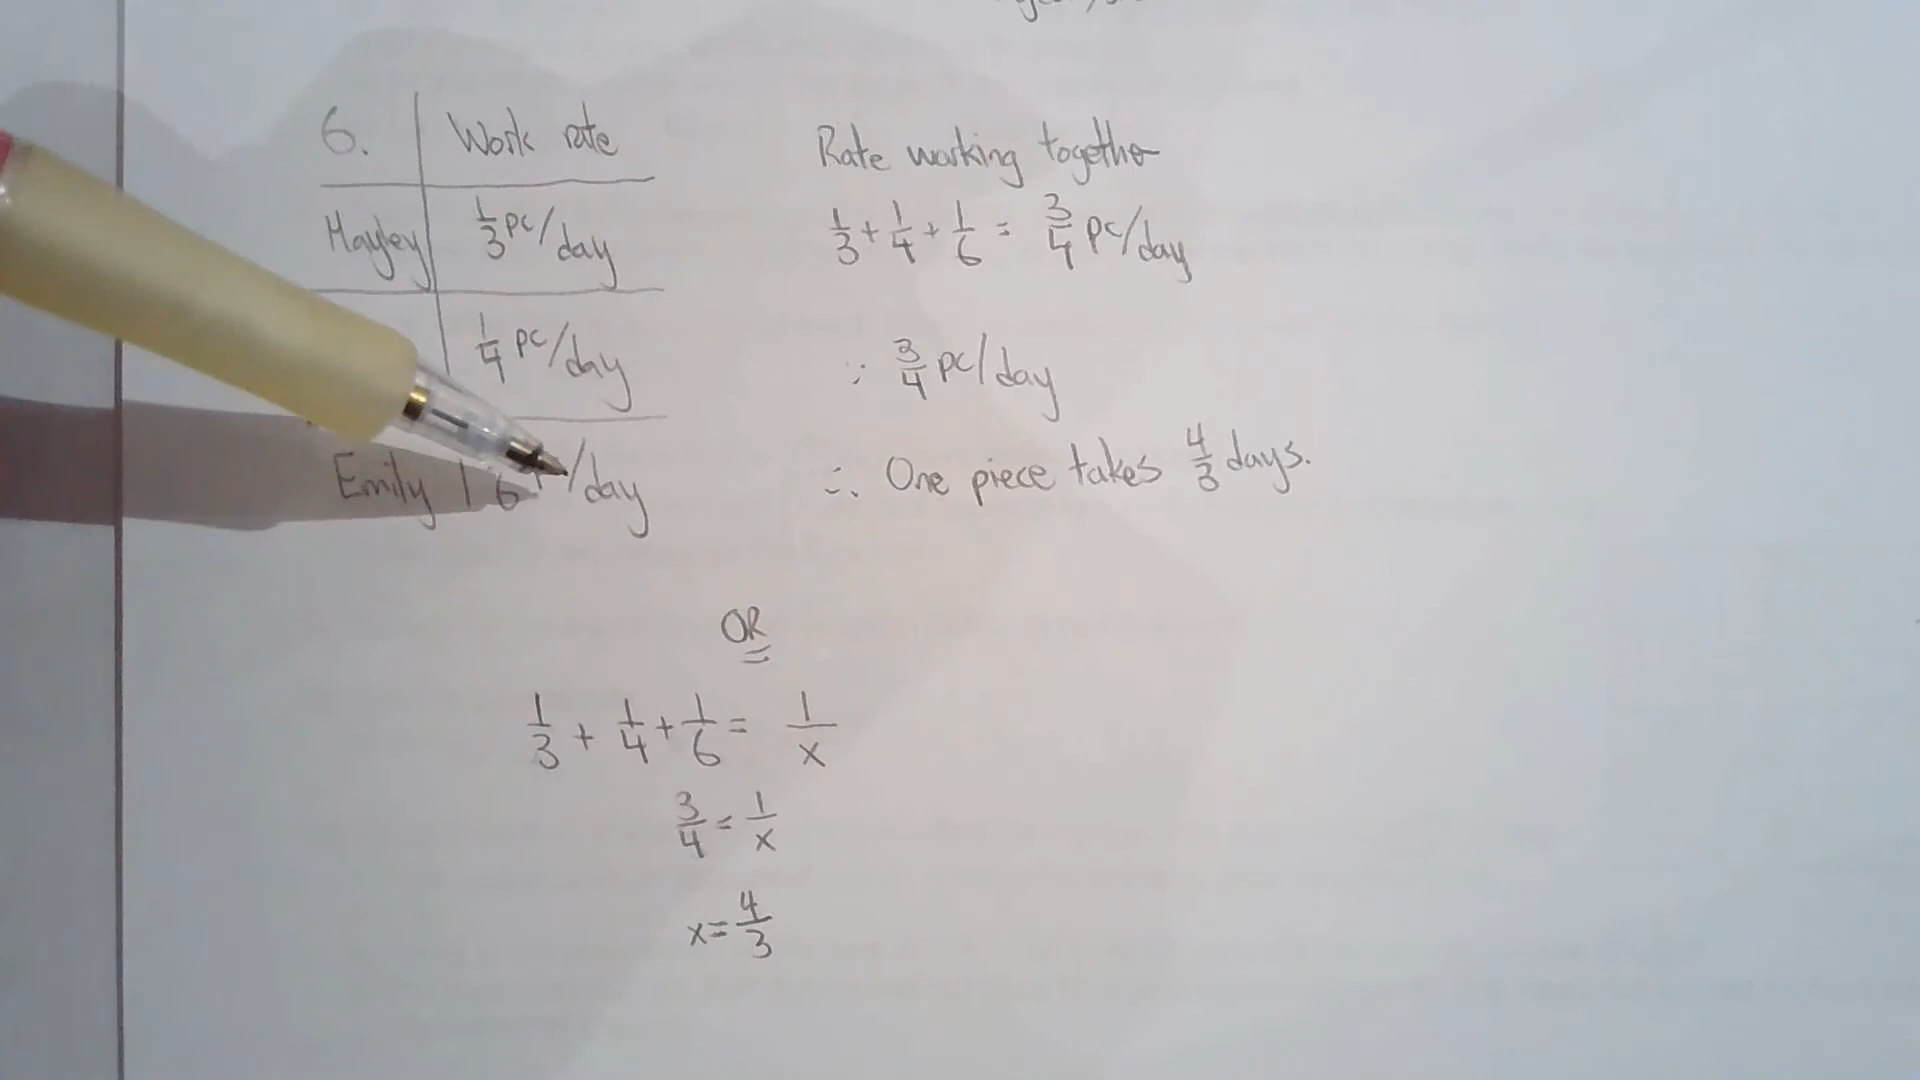 6. Work rate
Hayley 1/3 pc/day
1/4 pc/day
Emily 1 6 /day
Rate working together
1/3 + 1/4 + 1/6 = 3/4 pc/day
∵ 3/4 pc/day
∴ One piece takes 4/3 days.
OR
1/3 + 1/4 + 1/6 = 1/x
3/4 = 1/x
x = 4/3